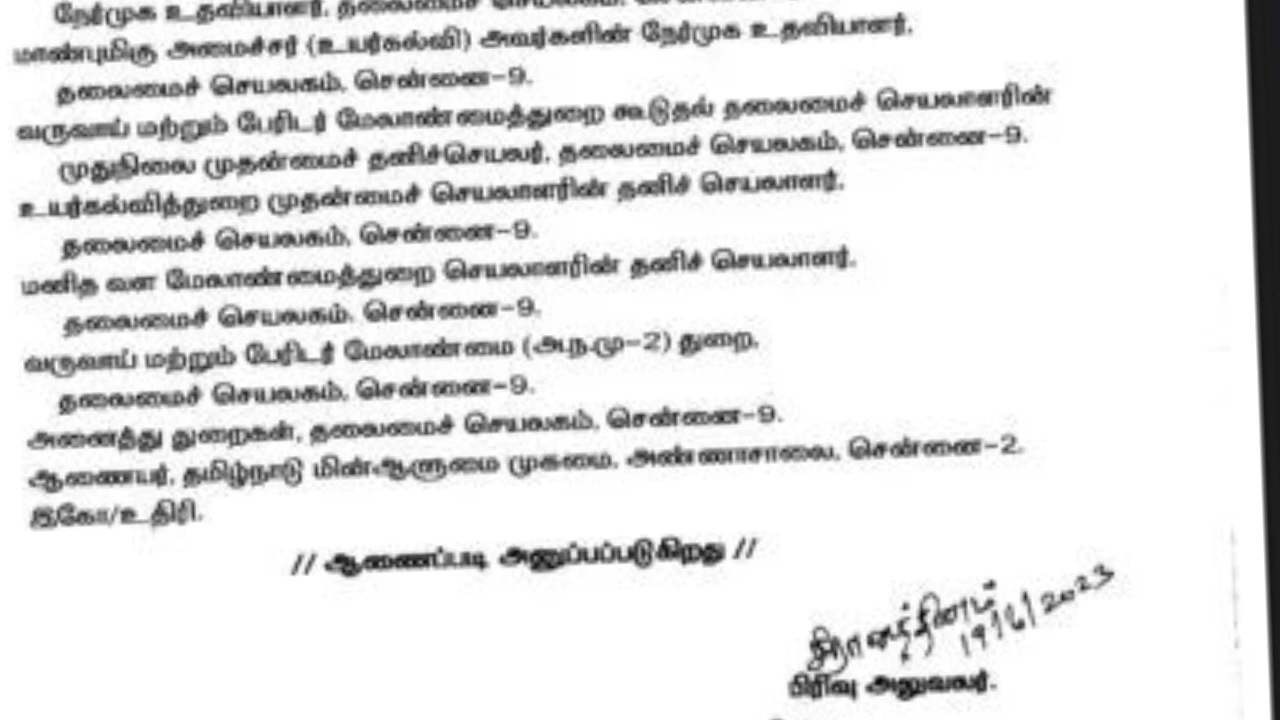 நேர்முக உதவியாளர், தலைமைச் செயலகம்,
மாண்புமிகு அமைச்சர் (உயர்கல்வி) அவர்களின் நேர்முக உதவியாளர்,
தலைமைச் செயலகம், சென்னை-9.
வருவாய் மற்றும் பேரிடர் மேலாண்மைத்துறை கூடுதல் தலைமைச் செயலாளரின்
முதுநிலை முதன்மைச் தனிச்செயலர், தலைமைச் செயலகம், சென்னை-9.
உயர்கல்வித்துறை முதன்மைச் செயலாளரின் தனிச் செயலாளர்,
தலைமைச் செயலகம், சென்னை-9.
மனித வள மேலாண்மைத்துறை செயலாளரின் தனிச் செயலாளர்,
தலைமைச் செயலகம், சென்னை-9.
வருவாய் மற்றும் பேரிடர் மேலாண்மை (அ.ந.மு-2) துறை,
தலைமைச் செயலகம், சென்னை-9.
அனைத்து துறைகள், தலைமைச் செயலகம், சென்னை-9.
ஆணையர், தமிழ்நாடு மின்ஆளுமை முகமை, அண்ணாசாலை, சென்னை-2.
இகோ/உதிரி.
// ஆணைப்படி அனுப்பப்படுகிறது //
19/6/2023
பிரிவு அலுவலர்.